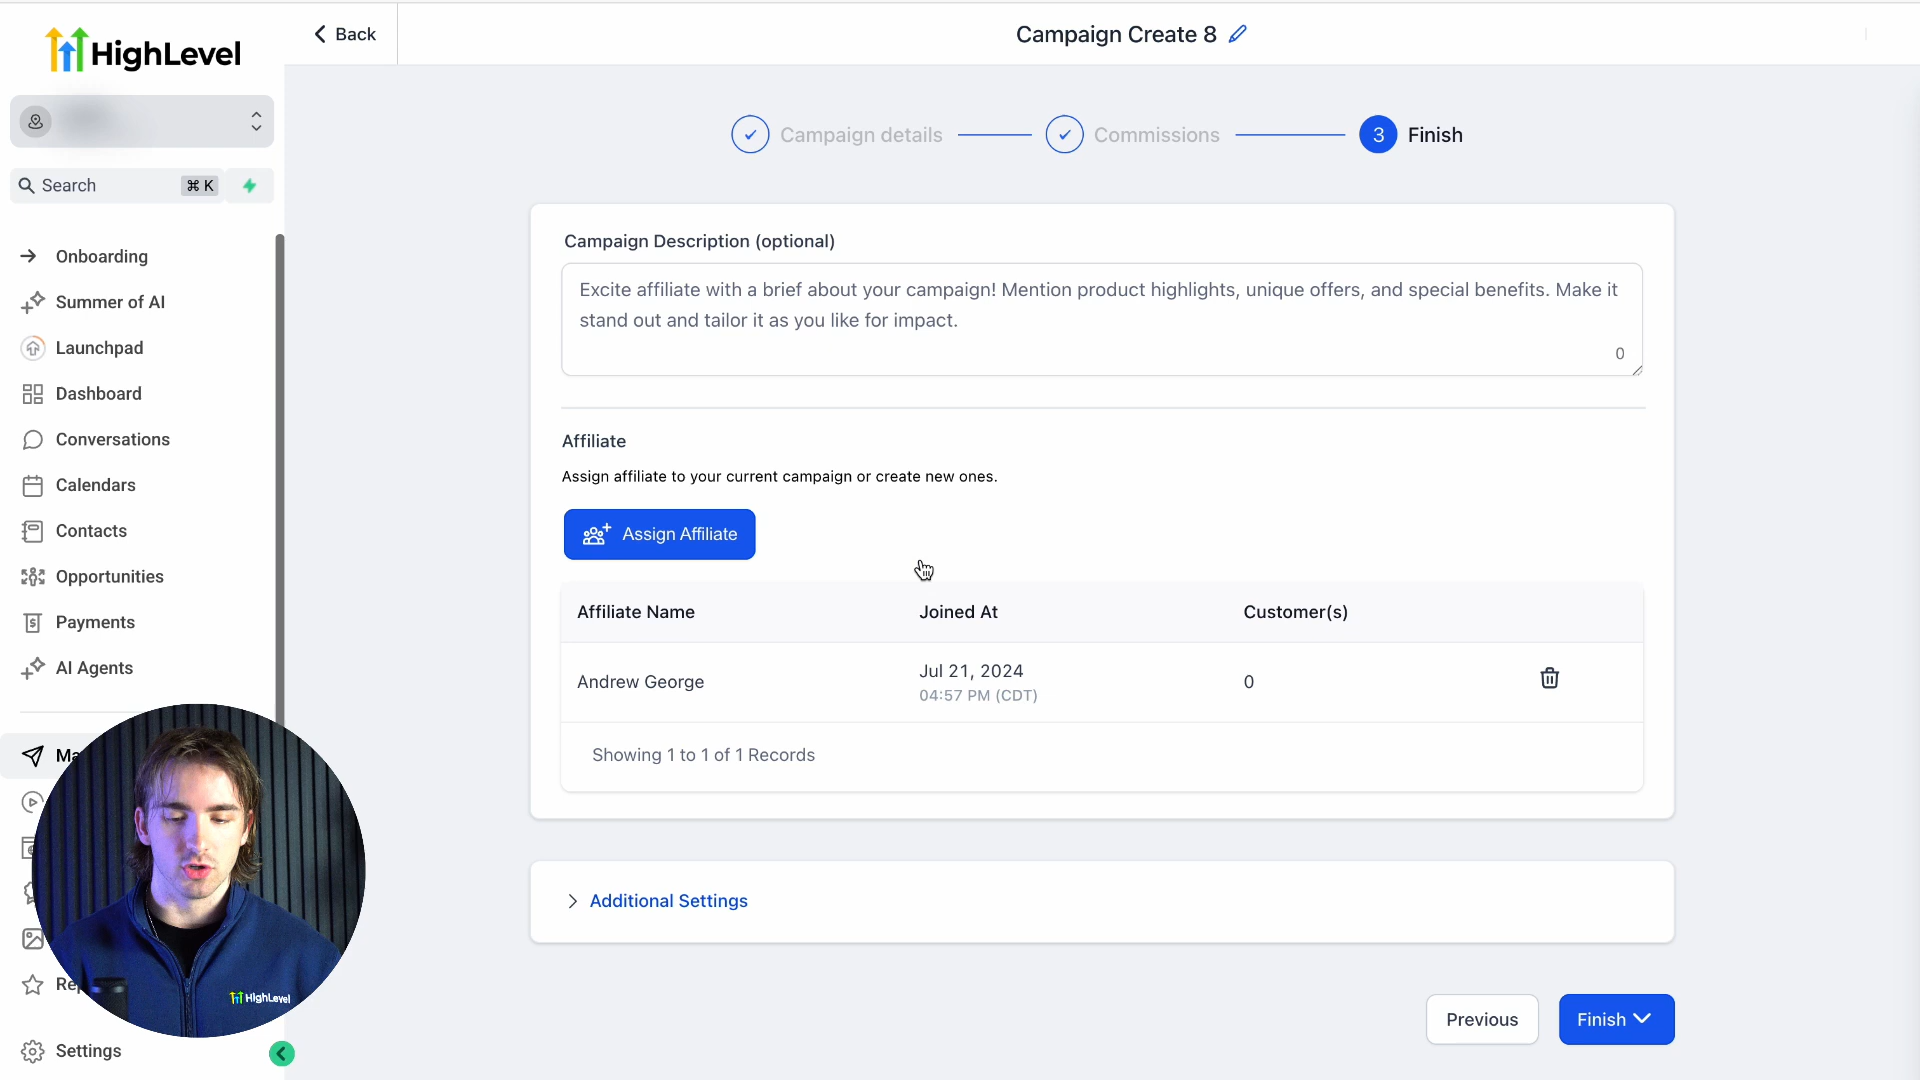 HighLevel
Back
Campaign Create 8
Search
⌘ K
Onboarding
Summer of AI
Launchpad
Dashboard
Conversations
Calendars
Contacts
Opportunities
Payments
AI Agents
Settings
Campaign details
Commissions
3
Finish
Campaign Description (optional)
Excite affiliate with a brief about your campaign! Mention product highlights, unique offers, and special benefits. Make it
stand out and tailor it as you like for impact.
0
Affiliate
Assign affiliate to your current campaign or create new ones.
Assign Affiliate
Affiliate Name Joined At Customer(s)
Andrew George Jul 21, 2024 0
04:57 PM (CDT)
Showing 1 to 1 of 1 Records
Additional Settings
Previous
Finish
HighLevel